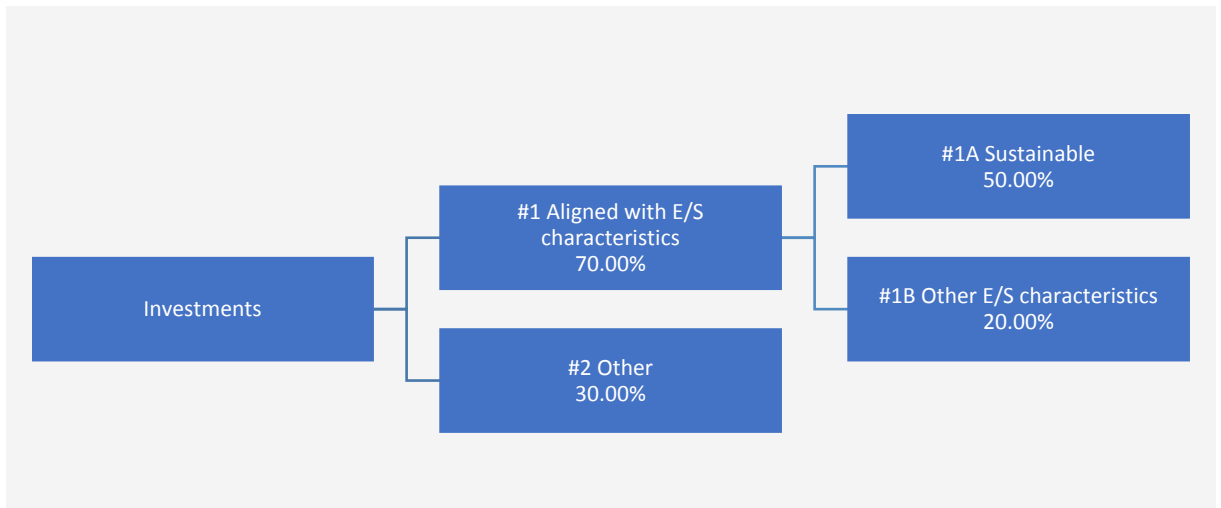 Investments
#1 Aligned with E/S
characteristics
70.00%
#2 Other
30.00%
#1A Sustainable
50.00%
#1B Other E/S characteristics
20.00%